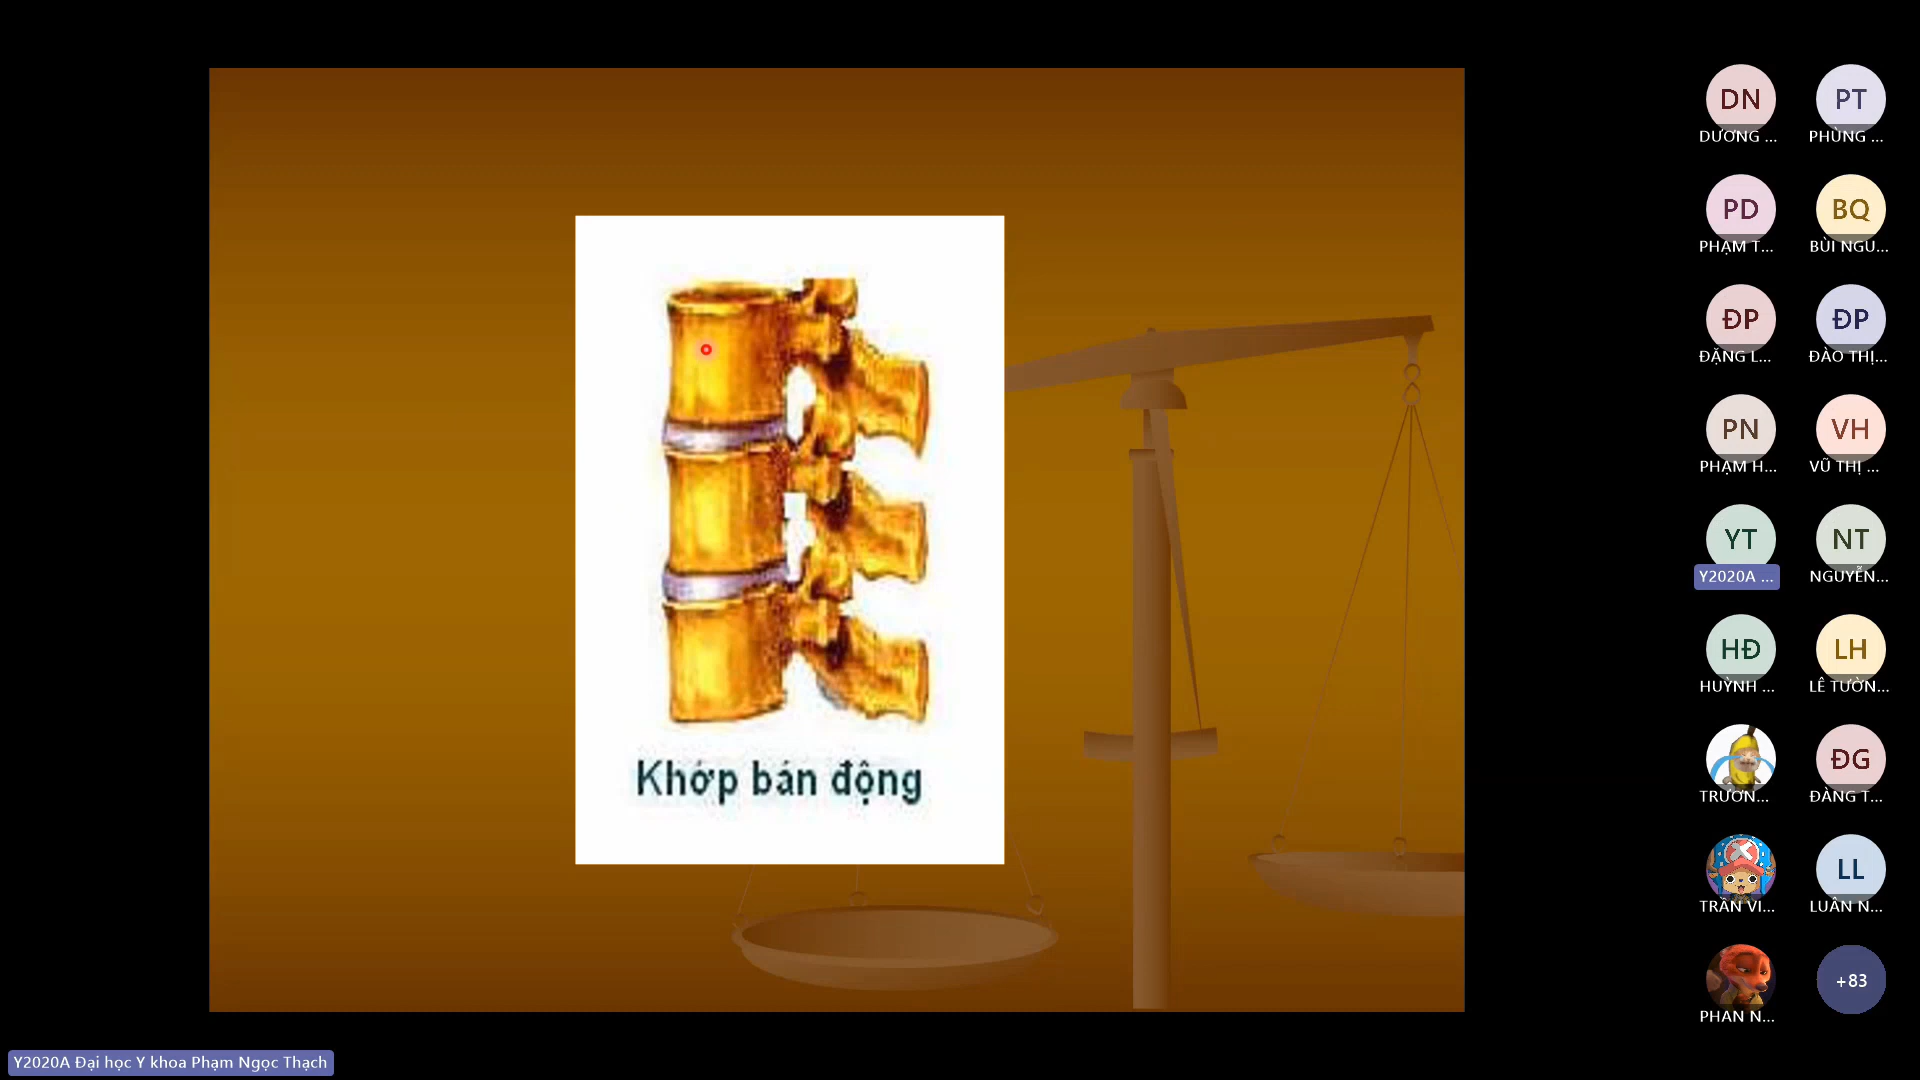 Khớp bán động
DN
DƯƠNG ...
PT
PHÙNG ...
PD
PHẠM T...
BQ
BÙI NGU...
ĐP
ĐẶNG L...
ĐP
ĐÀO THỊ...
PN
PHẠM H...
VH
VŨ THỊ ...
YT
Y2020A ...
NT
NGUYỄN...
HĐ
HUỲNH ...
LH
LÊ TƯỜN...
TRƯƠN...
ĐG
ĐÀNG T...
TRẦN VI...
LL
LUÂN N...
PHAN N...
+83
Y2020A Đại học Y khoa Phạm Ngọc Thạch